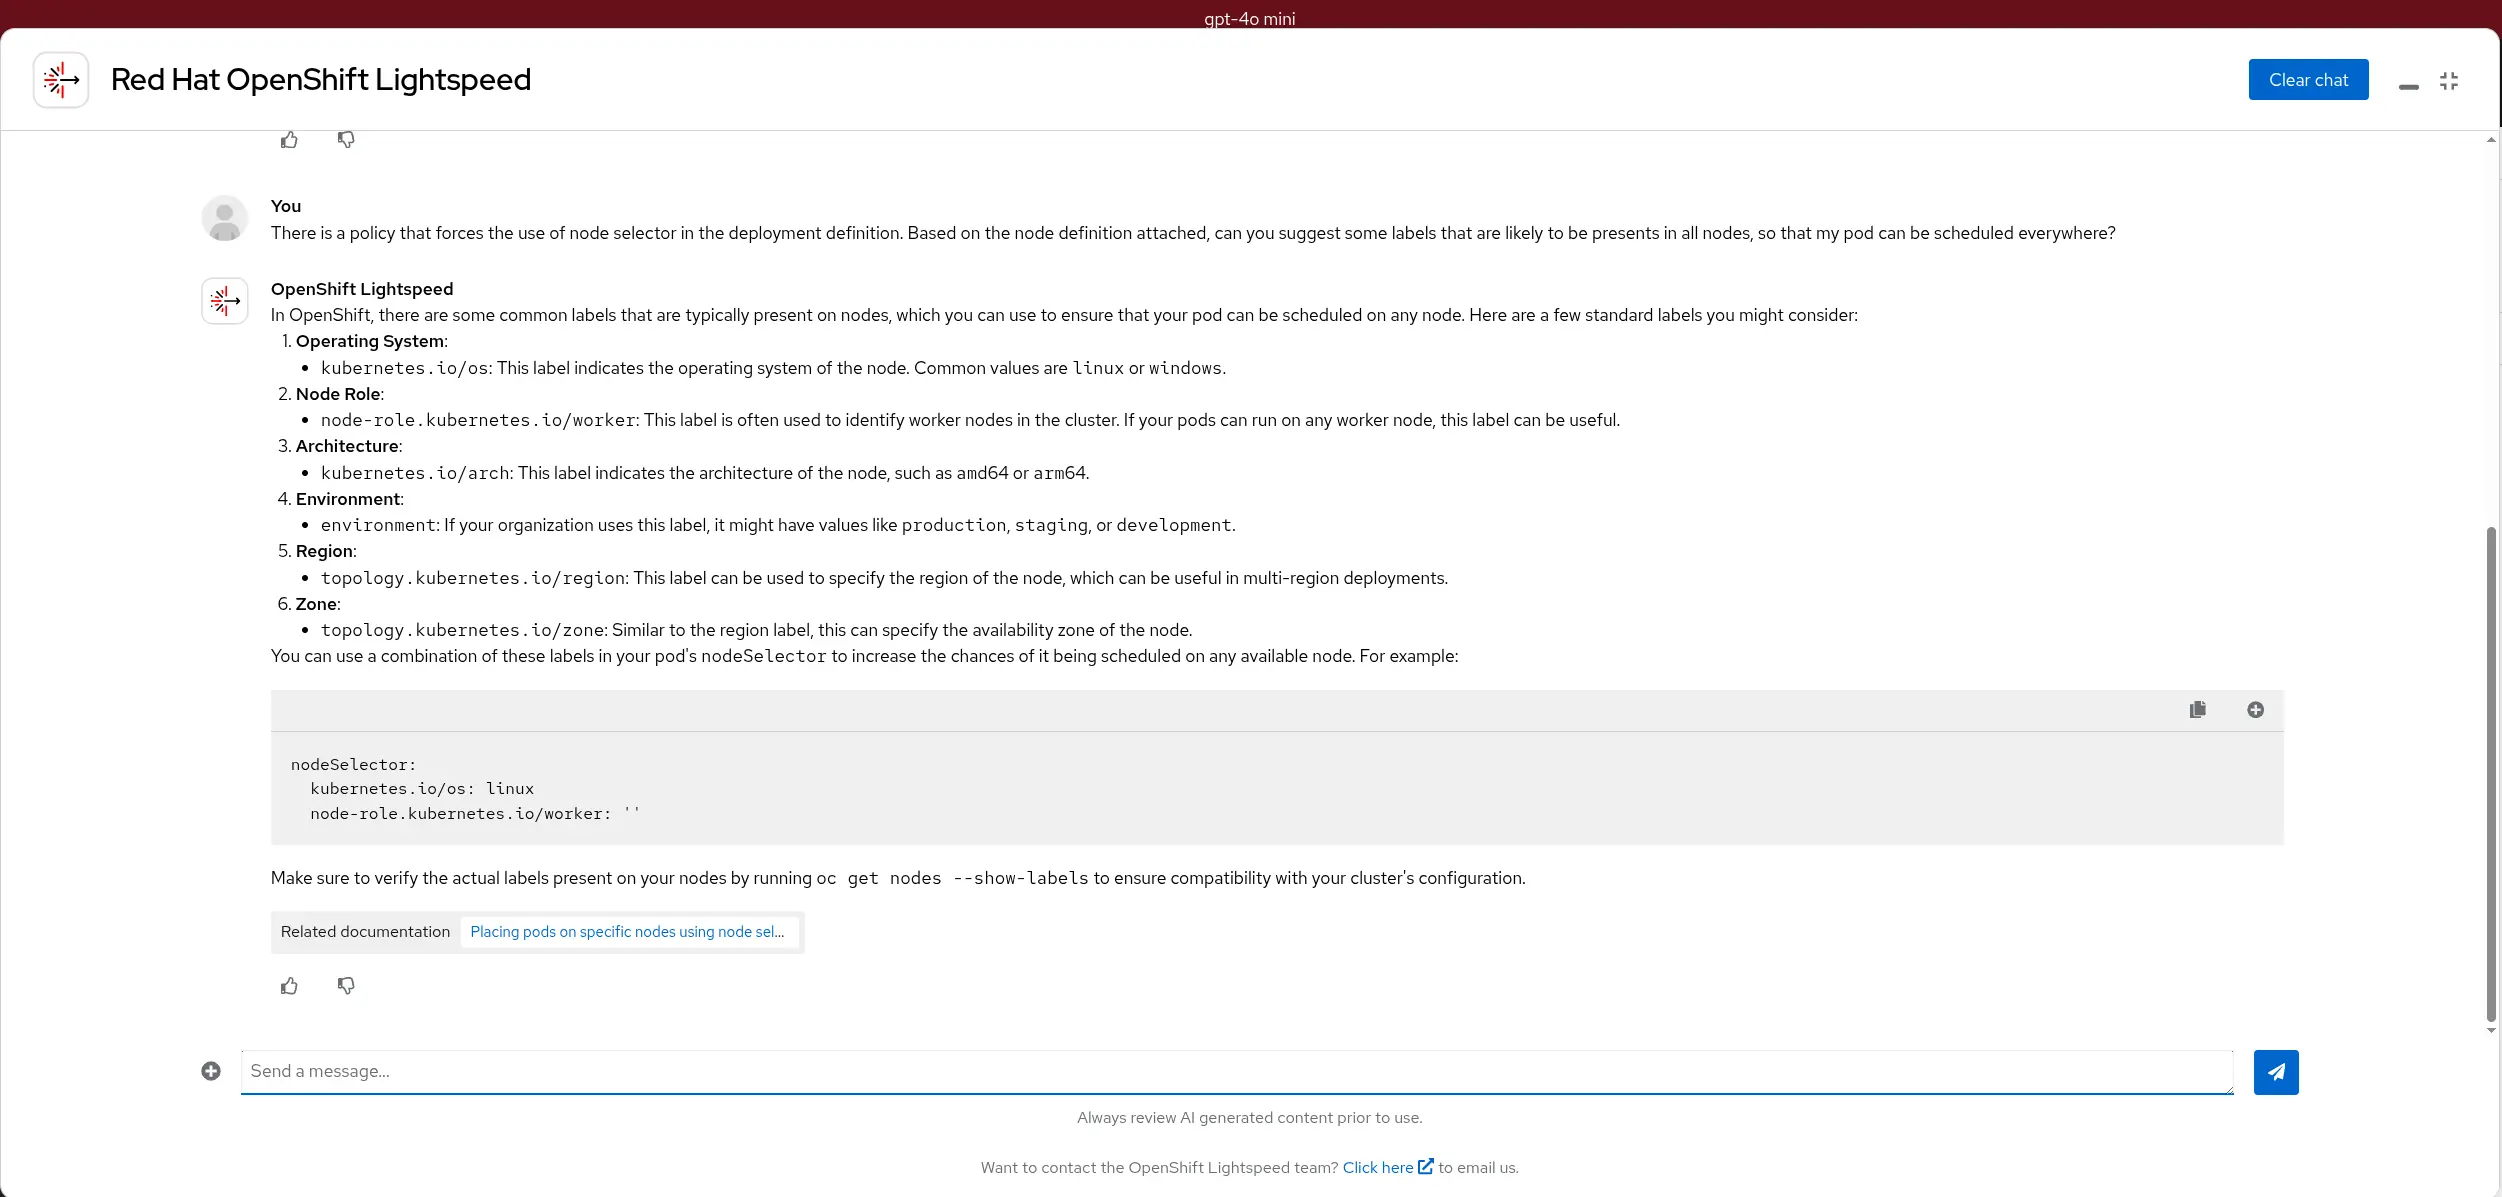 gpt-4o mini
Red Hat OpenShift Lightspeed
Clear chat
You
There is a policy that forces the use of node selector in the deployment definition. Based on the node definition attached, can you suggest some labels that are likely to be presents in all nodes, so that my pod can be scheduled everywhere?
OpenShift Lightspeed
In OpenShift, there are some common labels that are typically present on nodes, which you can use to ensure that your pod can be scheduled on any node. Here are a few standard labels you might consider:
1. Operating System:
• kubernetes.io/os: This label indicates the operating system of the node. Common values are linux or windows.
2. Node Role:
• node-role.kubernetes.io/worker: This label is often used to identify worker nodes in the cluster. If your pods can run on any worker node, this label can be useful.
3. Architecture:
• kubernetes.io/arch: This label indicates the architecture of the node, such as amd64 or arm64.
4. Environment:
• environment: If your organization uses this label, it might have values like production, staging, or development.
5. Region:
• topology.kubernetes.io/region: This label can be used to specify the region of the node, which can be useful in multi-region deployments.
6. Zone:
• topology.kubernetes.io/zone: Similar to the region label, this can specify the availability zone of the node.
You can use a combination of these labels in your pod's nodeSelector to increase the chances of it being scheduled on any available node. For example:
nodeSelector:
  kubernetes.io/os: linux
  node-role.kubernetes.io/worker: ''
Make sure to verify the actual labels present on your nodes by running oc get nodes --show-labels to ensure compatibility with your cluster's configuration.
Related documentation Placing pods on specific nodes using node sel...
Send a message...
Always review AI generated content prior to use.
Want to contact the OpenShift Lightspeed team? Click here to email us.